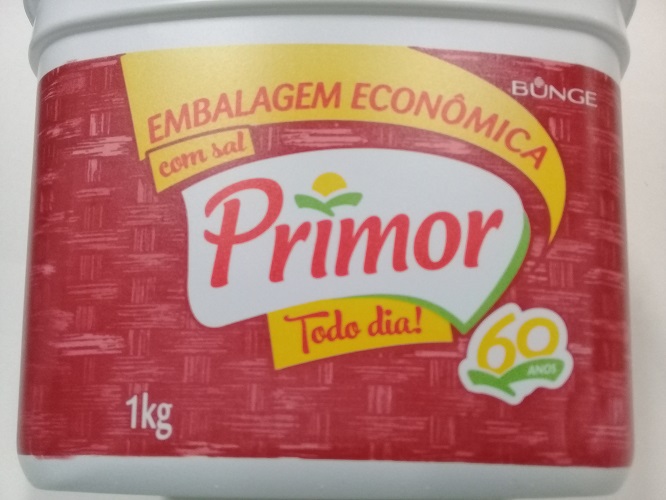 EMBALAGEM ECONÔMICA
BUNGE
com sal
Primor
Todo dia!
60
ANOS
1kg